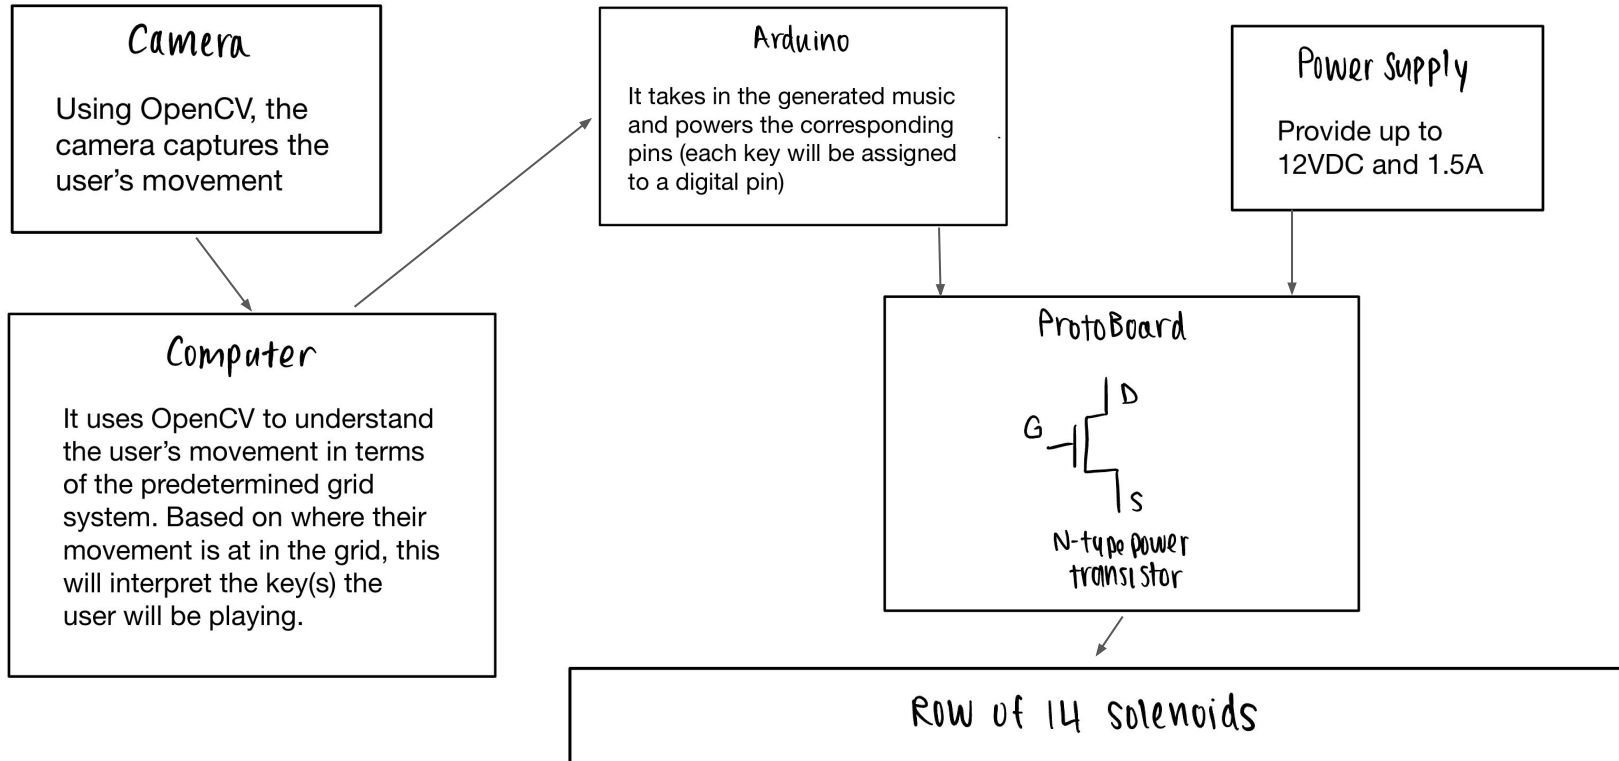 Camera
Using OpenCV, the
camera captures the
user's movement
Computer
It uses OpenCV to understand
the user's movement in terms
of the predetermined grid
system. Based on where their
movement is at in the grid, this
will interpret the key(s) the
user will be playing.
Arduino
It takes in the generated music
and powers the corresponding
pins (each key will be assigned
to a digital pin)
Power Supply
Provide up to
12VDC and 1.5A
ProtoBoard
D
G
S
N-type power
transistor
Row of 14 solenoids